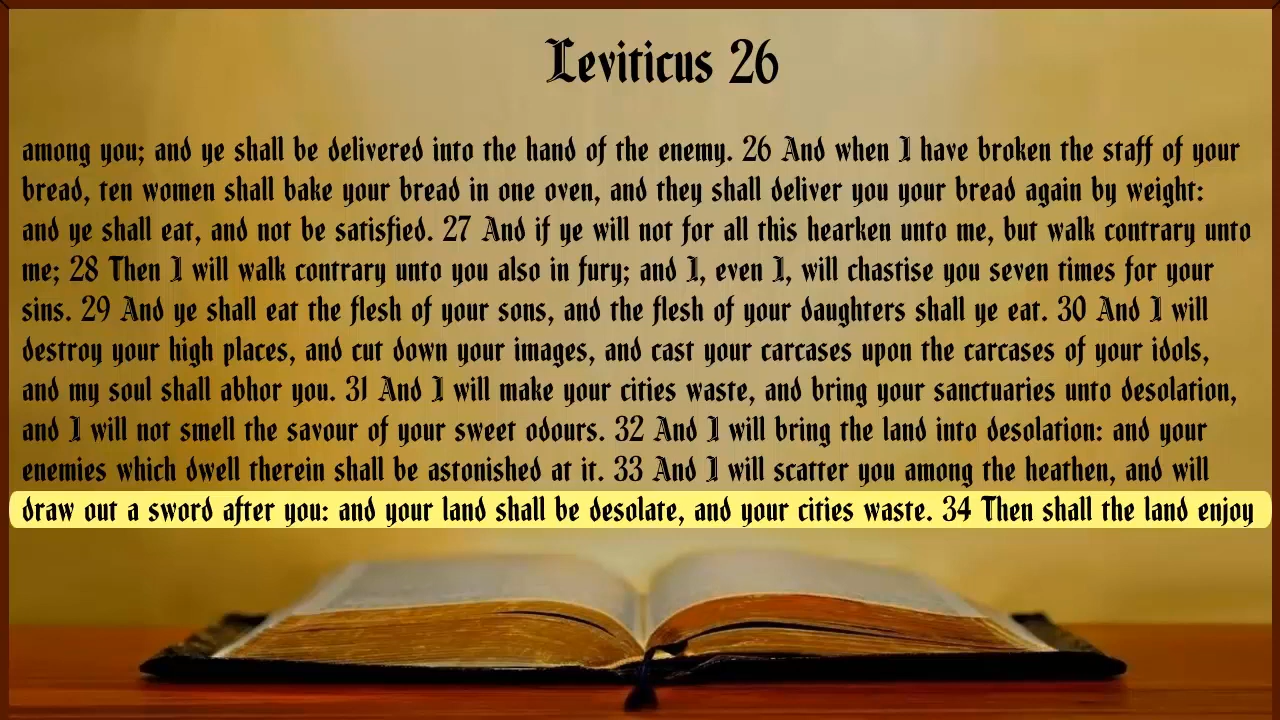 Leviticus 26
among you; and ye shall be delivered into the hand of the enemy. 26 And when I have broken the staff of your
bread, ten women shall bake your bread in one oven, and they shall deliver you your bread again by weight:
and ye shall eat, and not be satisfied. 27 And if ye will not for all this hearken unto me, but walk contrary unto
me; 28 Then I will walk contrary unto you also in fury; and I, even I, will chastise you seven times for your
sins. 29 And ye shall eat the flesh of your sons, and the flesh of your daughters shall ye eat. 30 And I will
destroy your high places, and cut down your images, and cast your carcases upon the carcases of your idols,
and my soul shall abhor you. 31 And I will make your cities waste, and bring your sanctuaries unto desolation,
and I will not smell the savour of your sweet odours. 32 And I will bring the land into desolation: and your
enemies which dwell therein shall be astonished at it. 33 And I will scatter you among the heathen, and will
draw out a sword after you: and your land shall be desolate, and your cities waste. 34 Then shall the land enjoy